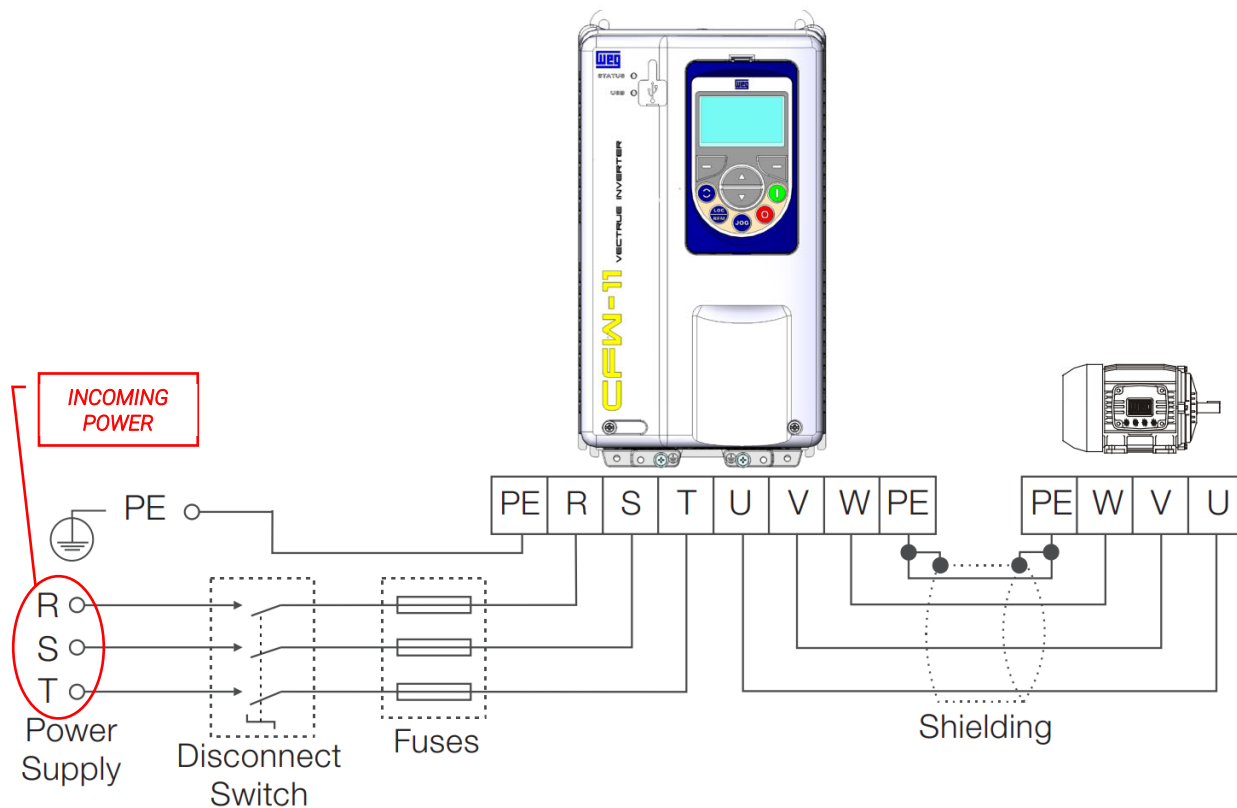 weg
STATUS
USB
weg
VECTRUE INVERTER
CFW-11
LOC
REM
JOG
I
O
INCOMING
POWER
PE R S T U V W PE
PE W V U
PE
R
S
T
Power
Supply
Disconnect
Switch
Fuses
Shielding